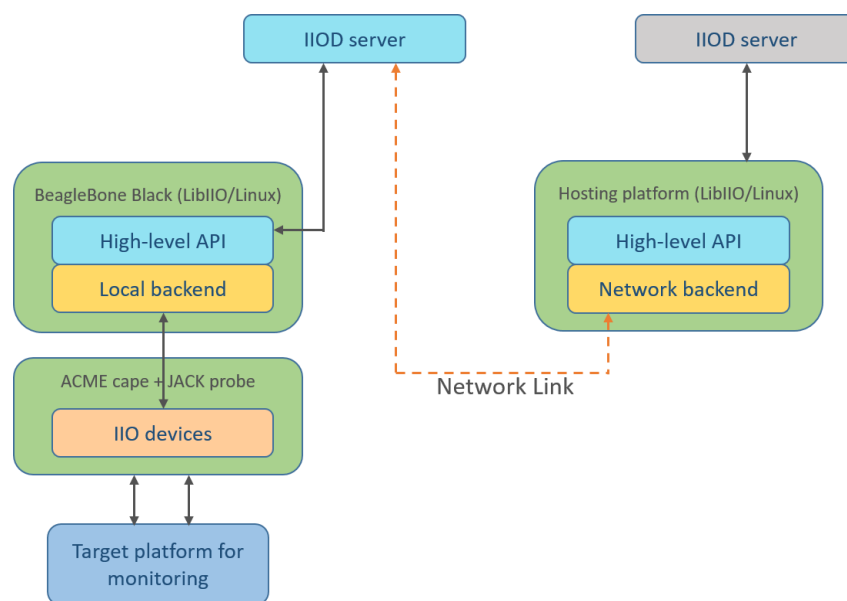 IIOD server
IIOD server
BeagleBone Black (LibIIO/Linux)
High-level API
Local backend
Hosting platform (LibIIO/Linux)
High-level API
Network backend
ACME cape + JACK probe
IIO devices
Network Link
Target platform for
monitoring